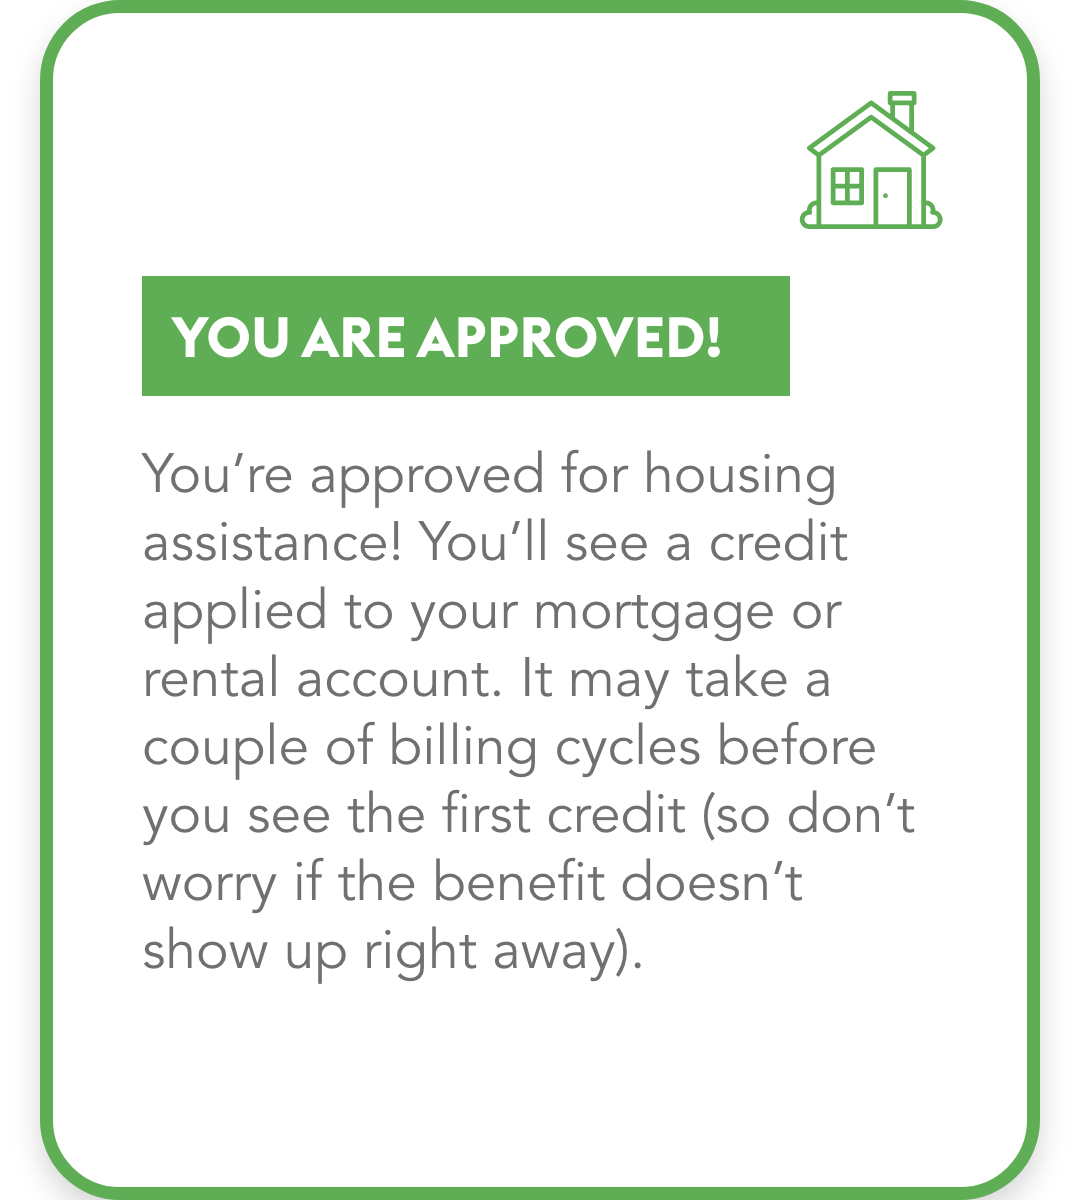 YOU ARE APPROVED!
You’re approved for housing
assistance! You’ll see a credit
applied to your mortgage or
rental account. It may take a
couple of billing cycles before
you see the first credit (so don’t
worry if the benefit doesn’t
show up right away).